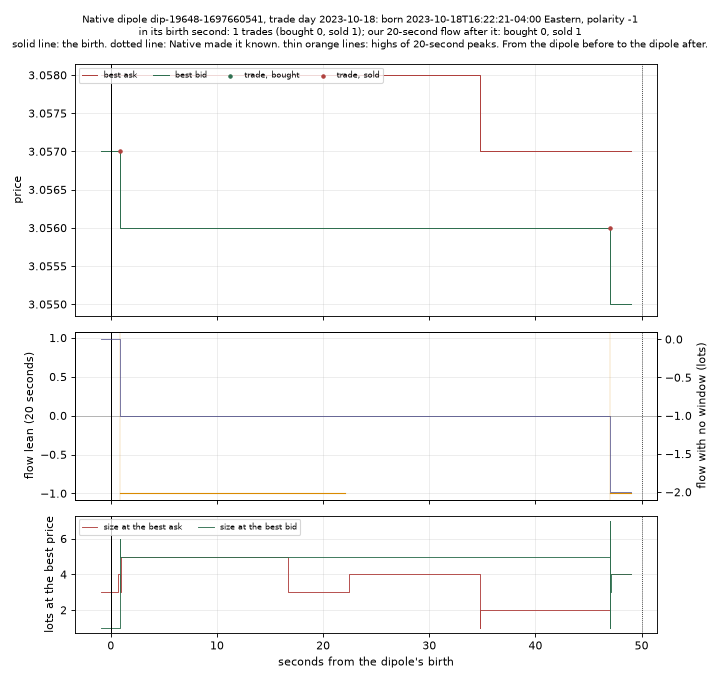 Native dipole dip-19648-1697660541, trade day 2023-10-18: born 2023-10-18T16:22:21-04:00 Eastern, polarity -1
in its birth second: 1 trades (bought 0, sold 1); our 20-second flow after it: bought 0, sold 1
solid line: the birth. dotted line: Native made it known. thin orange lines: highs of 20-second peaks. From the dipole before to the dipole after.
best ask best bid trade, bought trade, sold
3.0580
3.0575
3.0570
3.0565
3.0560
3.0555
3.0550
price
1.0
0.5
0.0
−0.5
−1.0
flow lean (20 seconds)
0.0
−0.5
−1.0
−1.5
−2.0
flow with no window (lots)
size at the best ask size at the best bid
6
4
2
lots at the best price
0 10 20 30 40 50
seconds from the dipole's birth